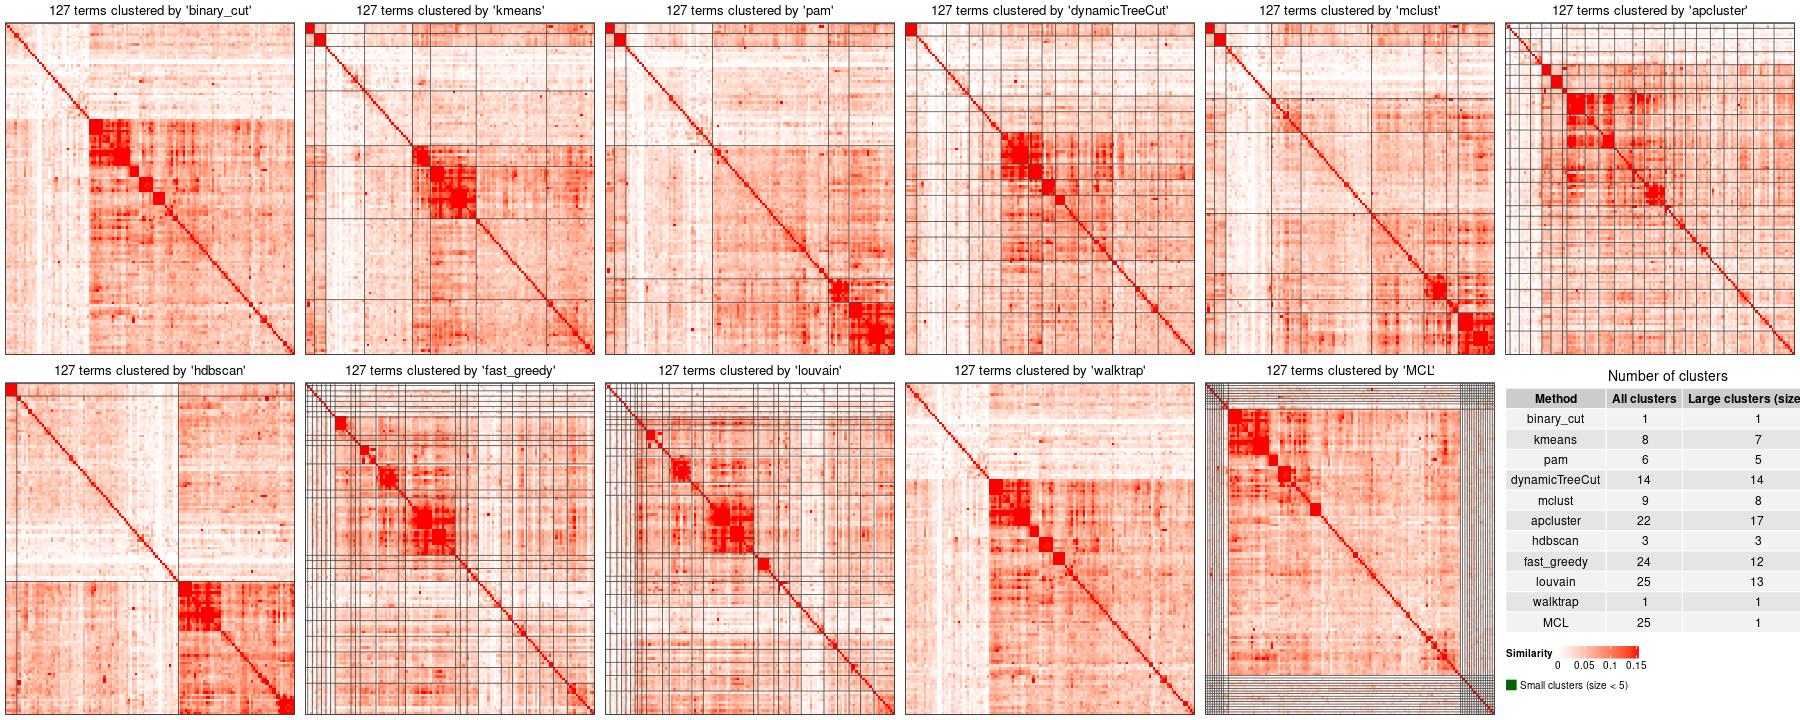 127 terms clustered by 'binary_cut'
127 terms clustered by 'kmeans'
127 terms clustered by 'pam'
127 terms clustered by 'dynamicTreeCut'
127 terms clustered by 'mclust'
127 terms clustered by 'apcluster'
127 terms clustered by 'hdbscan'
127 terms clustered by 'fast_greedy'
127 terms clustered by 'louvain'
127 terms clustered by 'walktrap'
127 terms clustered by 'MCL'
Number of clusters
Method All clusters Large clusters (size
binary_cut 1 1
kmeans 8 7
pam 6 5
dynamicTreeCut 14 14
mclust 9 8
apcluster 22 17
hdbscan 3 3
fast_greedy 24 12
louvain 25 13
walktrap 1 1
MCL 25 1
Similarity
0 0.05 0.1 0.15
Small clusters (size < 5)